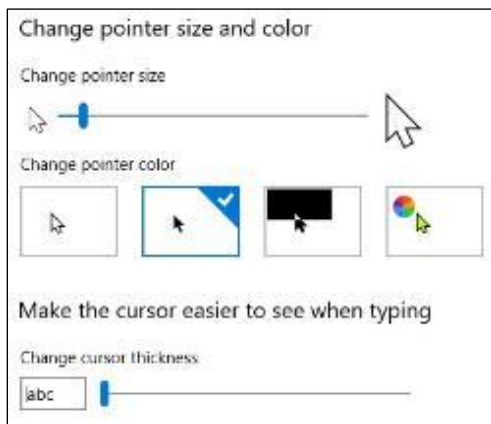 Change pointer size and color
Change pointer size
Change pointer color
Make the cursor easier to see when typing
Change cursor thickness
abc